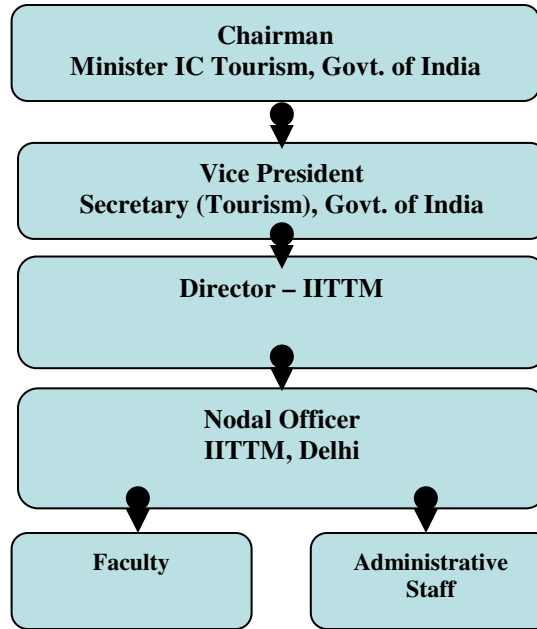 Chairman
Minister IC Tourism, Govt. of India
Vice President
Secretary (Tourism), Govt. of India
Director – IITTM
Nodal Officer
IITTM, Delhi
Faculty
Administrative
Staff